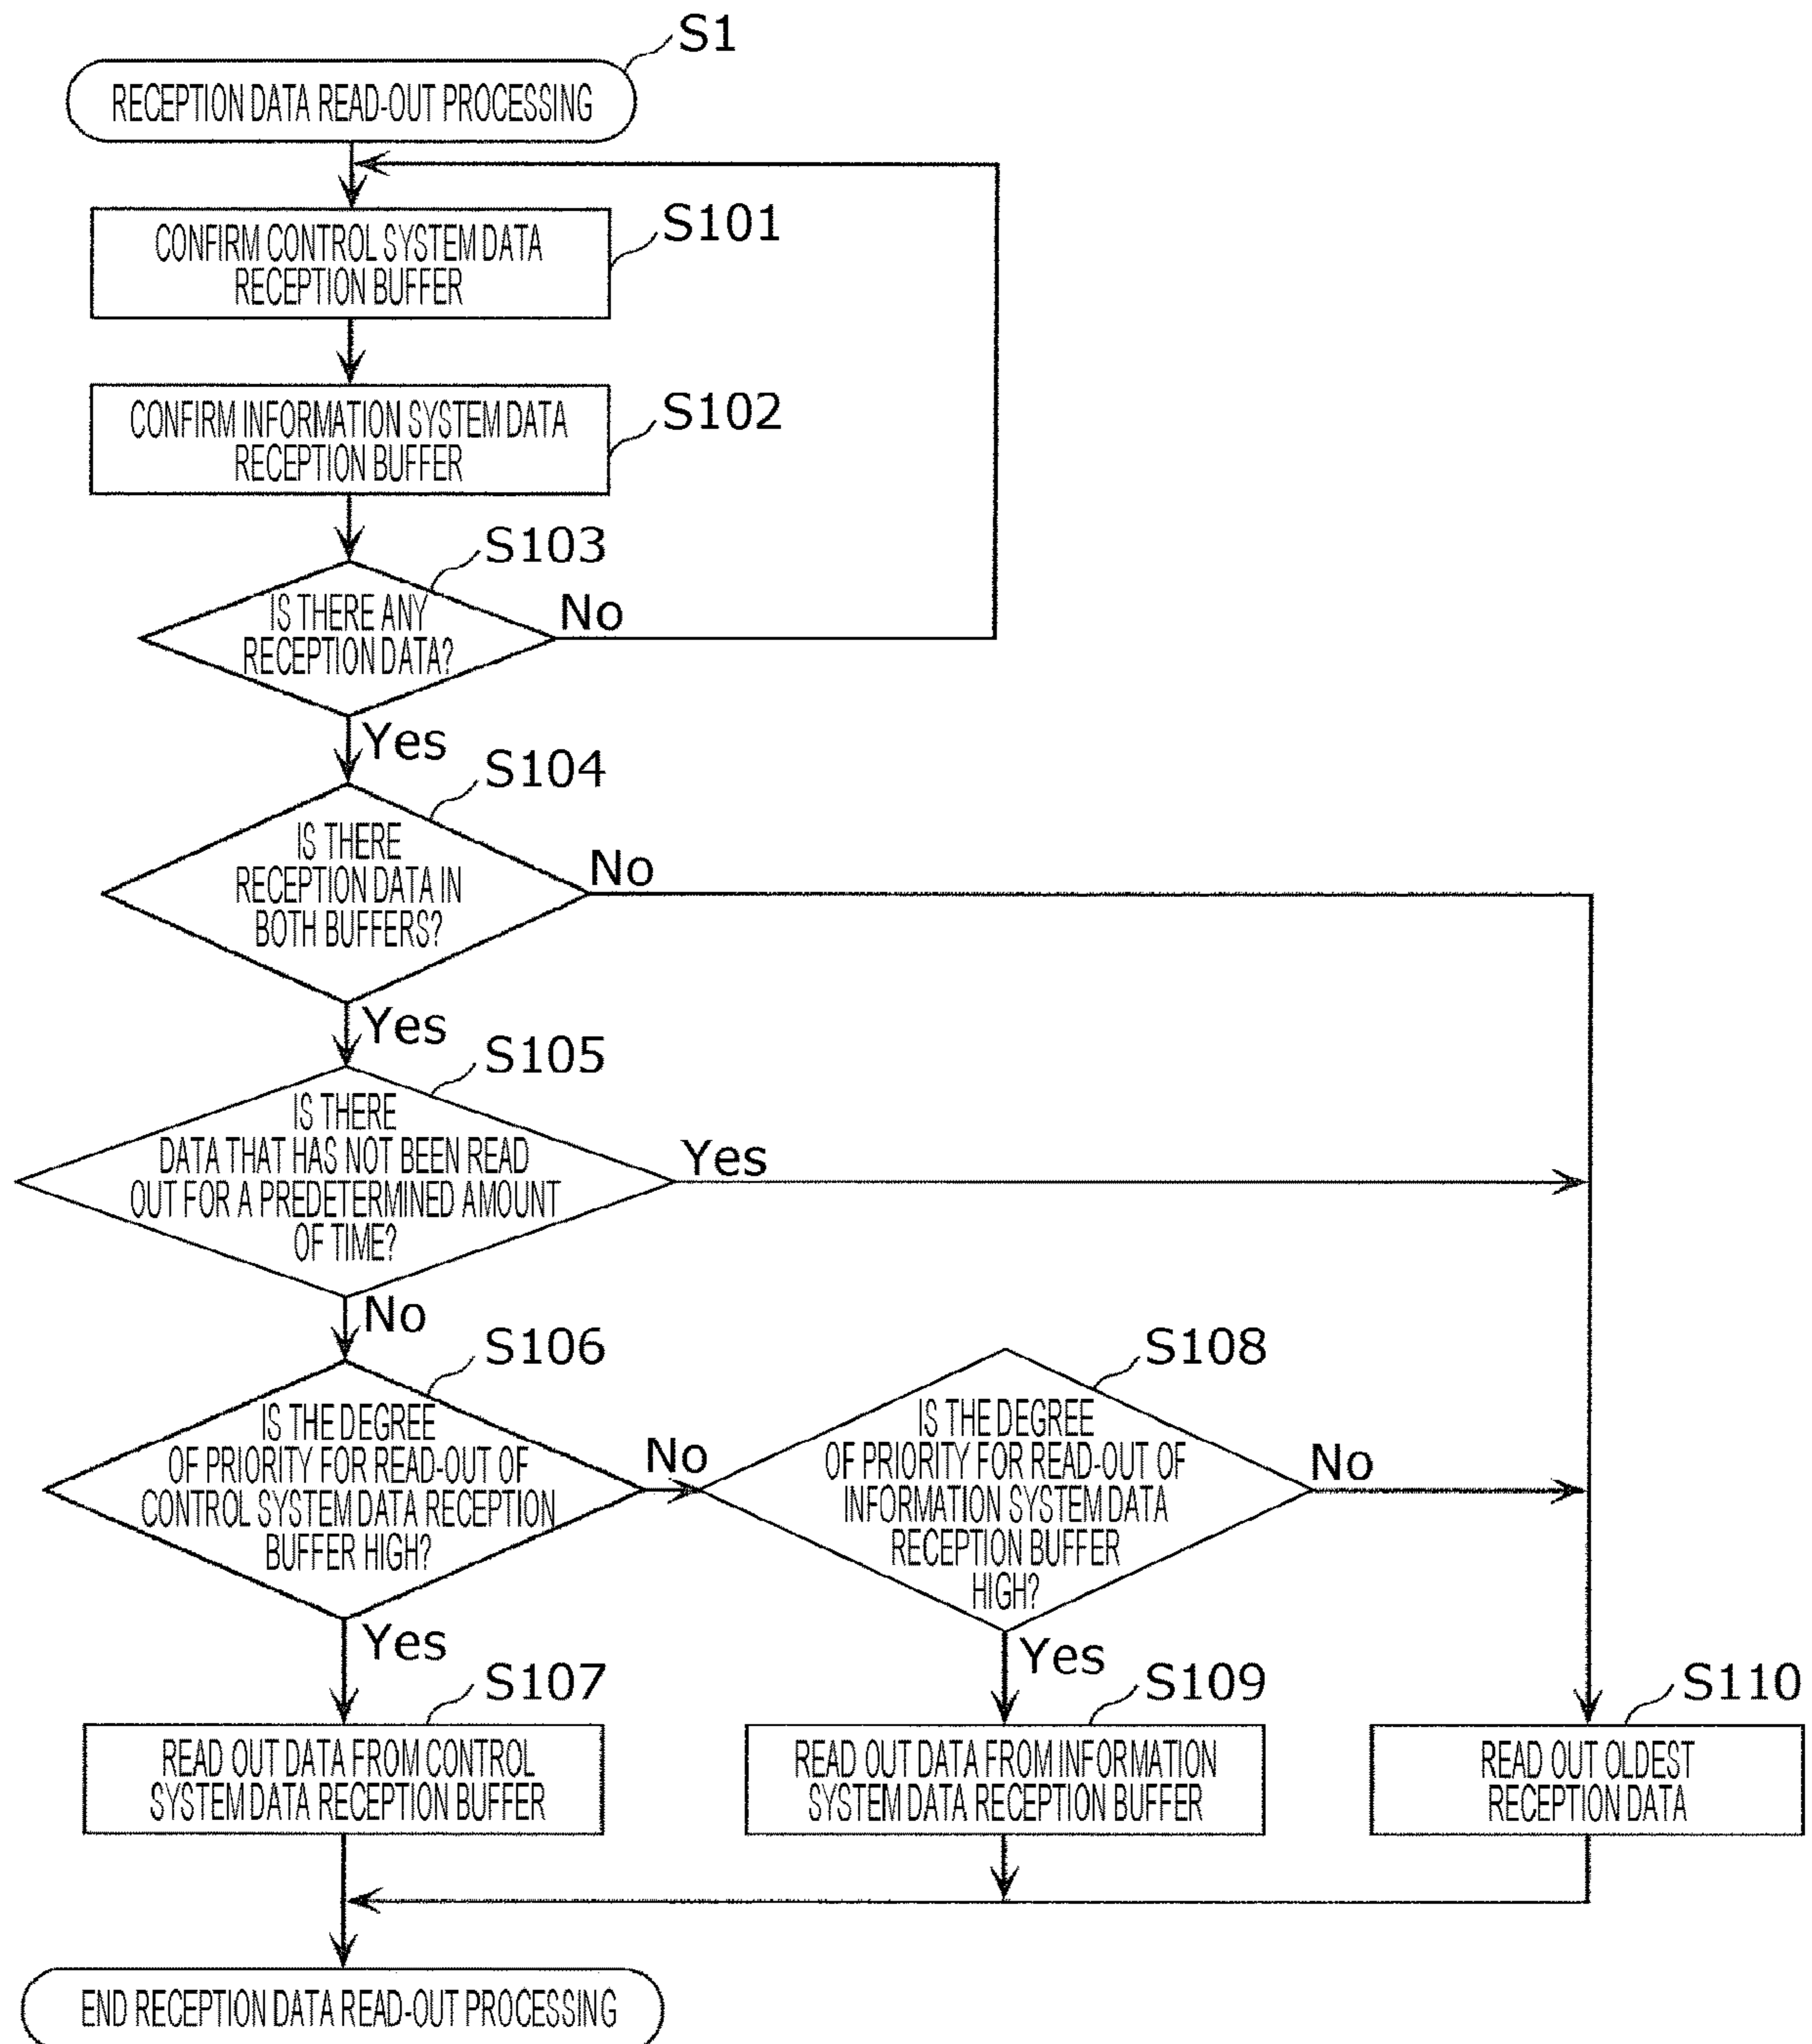 S1
RECEPTION DATA READ-OUT PROCESSING
S101
CONFIRM CONTROL SYSTEM DATA
RECEPTION BUFFER
S102
CONFIRM INFORMATION SYSTEM DATA
RECEPTION BUFFER
S103
IS THERE ANY
RECEPTION DATA?
No
Yes
S104
IS THERE
RECEPTION DATA IN
BOTH BUFFERS?
No
Yes
S105
IS THERE
DATA THAT HAS NOT BEEN READ
OUT FOR A PREDETERMINED AMOUNT
OF TIME?
Yes
No
S106
IS THE DEGREE
OF PRIORITY FOR READ-OUT OF
CONTROL SYSTEM DATA RECEPTION
BUFFER HIGH?
No
Yes
S108
IS THE DEGREE
OF PRIORITY FOR READ-OUT OF
INFORMATION SYSTEM DATA
RECEPTION BUFFER
HIGH?
No
Yes
S107
READ OUT DATA FROM CONTROL
SYSTEM DATA RECEPTION BUFFER
S109
READ OUT DATA FROM INFORMATION
SYSTEM DATA RECEPTION BUFFER
S110
READ OUT OLDEST
RECEPTION DATA
END RECEPTION DATA READ-OUT PROCESSING